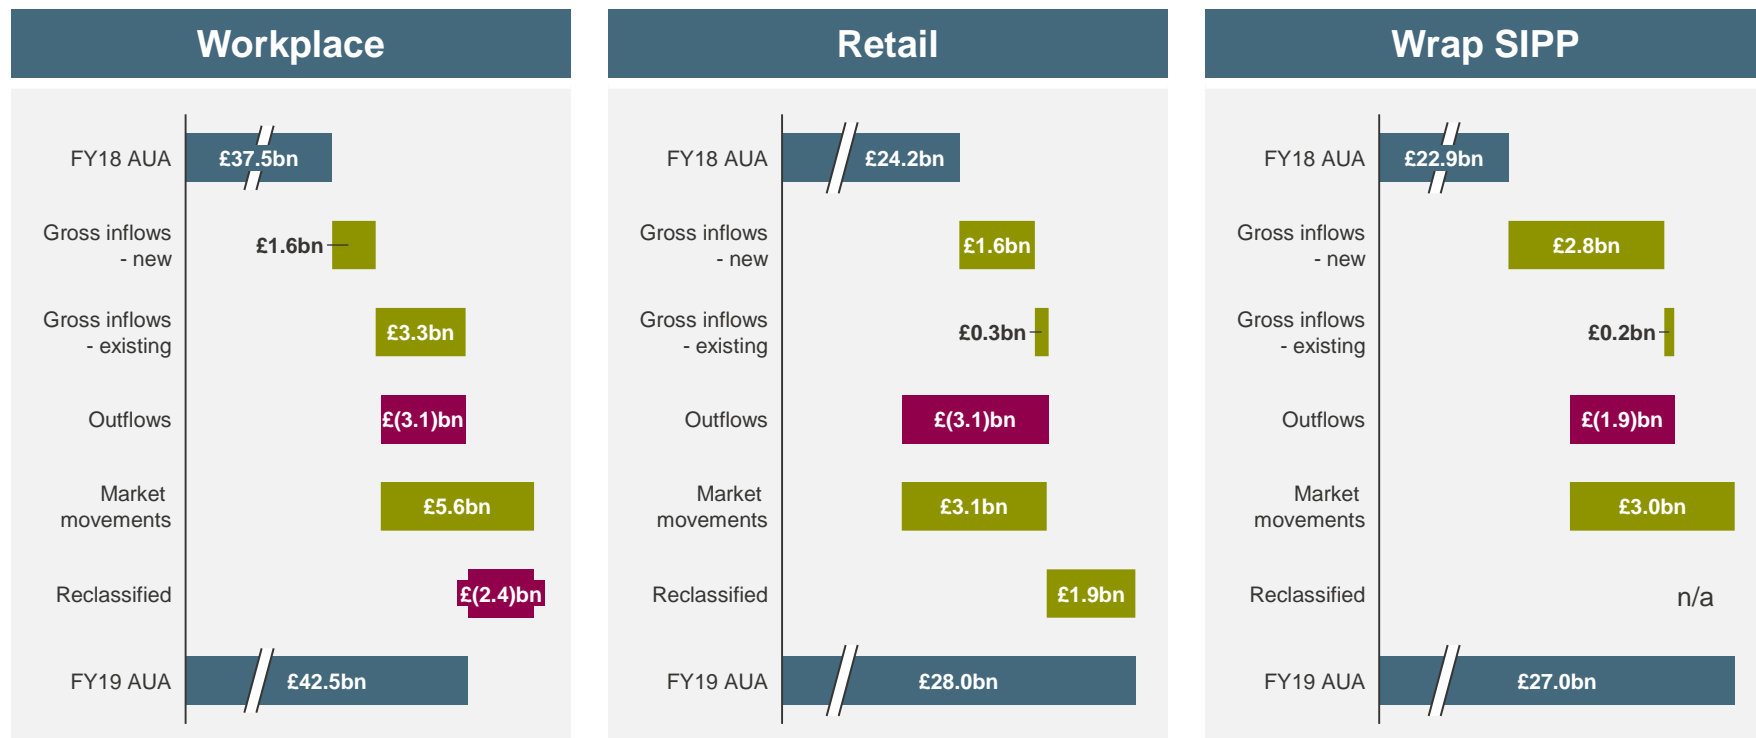 Workplace
FY18 AUA
£37.5bn
Gross inflows
- new
£1.6bn
Gross inflows
- existing
£3.3bn
Outflows
£(3.1)bn
Market
movements
£5.6bn
Reclassified
£(2.4)bn
FY19 AUA
£42.5bn
Retail
FY18 AUA
£24.2bn
Gross inflows
- new
£1.6bn
Gross inflows
- existing
£0.3bn
Outflows
£(3.1)bn
Market
movements
£3.1bn
Reclassified
£1.9bn
FY19 AUA
£28.0bn
Wrap SIPP
FY18 AUA
£22.9bn
Gross inflows
- new
£2.8bn
Gross inflows
- existing
£0.2bn
Outflows
£(1.9)bn
Market
movements
£3.0bn
Reclassified
n/a
FY19 AUA
£27.0bn